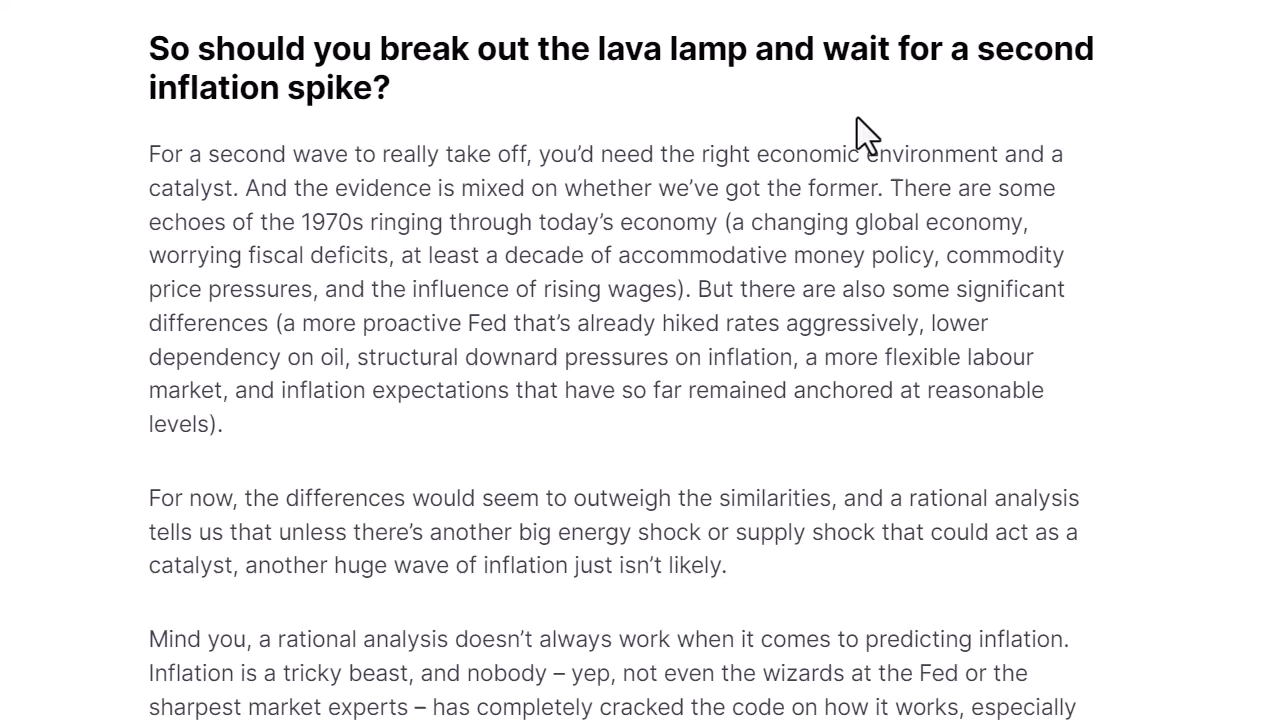 So should you break out the lava lamp and wait for a second
inflation spike?
For a second wave to really take off, you’d need the right economic environment and a
catalyst. And the evidence is mixed on whether we’ve got the former. There are some
echoes of the 1970s ringing through today’s economy (a changing global economy,
worrying fiscal deficits, at least a decade of accommodative money policy, commodity
price pressures, and the influence of rising wages). But there are also some significant
differences (a more proactive Fed that’s already hiked rates aggressively, lower
dependency on oil, structural downard pressures on inflation, a more flexible labour
market, and inflation expectations that have so far remained anchored at reasonable
levels).
For now, the differences would seem to outweigh the similarities, and a rational analysis
tells us that unless there’s another big energy shock or supply shock that could act as a
catalyst, another huge wave of inflation just isn’t likely.
Mind you, a rational analysis doesn’t always work when it comes to predicting inflation.
Inflation is a tricky beast, and nobody – yep, not even the wizards at the Fed or the
sharpest market experts – has completely cracked the code on how it works, especially